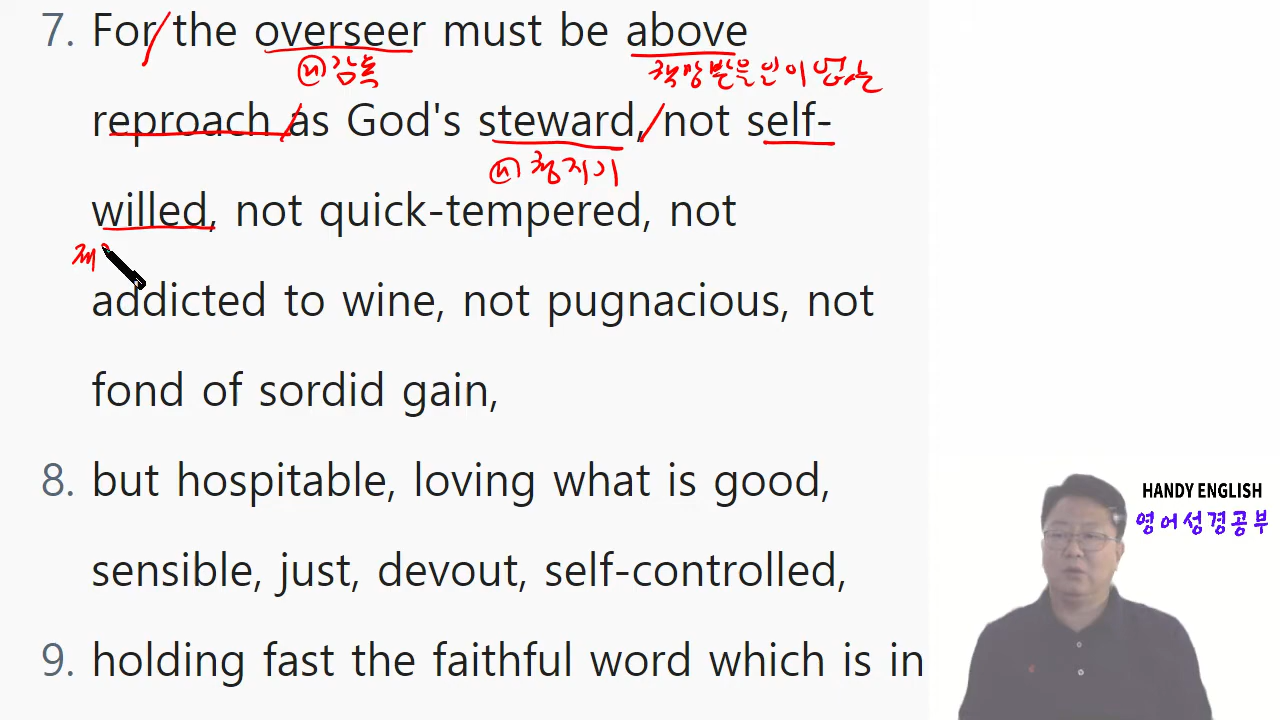 7. For the overseer must be above
ⓝ 감독
책망받을 일이 없는
reproach as God's steward, not self-
ⓝ 청지기
willed, not quick-tempered, not
제
addicted to wine, not pugnacious, not
fond of sordid gain,
8. but hospitable, loving what is good,
sensible, just, devout, self-controlled,
9. holding fast the faithful word which is in
HANDY ENGLISH
영어성경공부